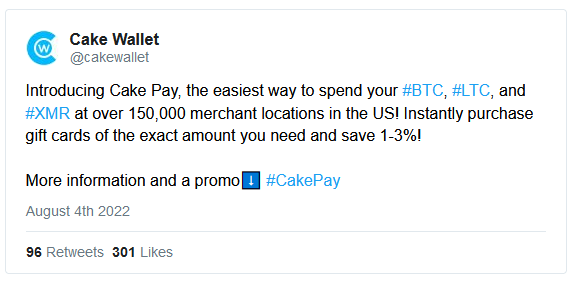 Cake Wallet
@cakewallet
Introducing Cake Pay, the easiest way to spend your #BTC, #LTC, and
#XMR at over 150,000 merchant locations in the US! Instantly purchase
gift cards of the exact amount you need and save 1-3%!
More information and a promo⬇️ #CakePay
August 4th 2022
96 Retweets 301 Likes